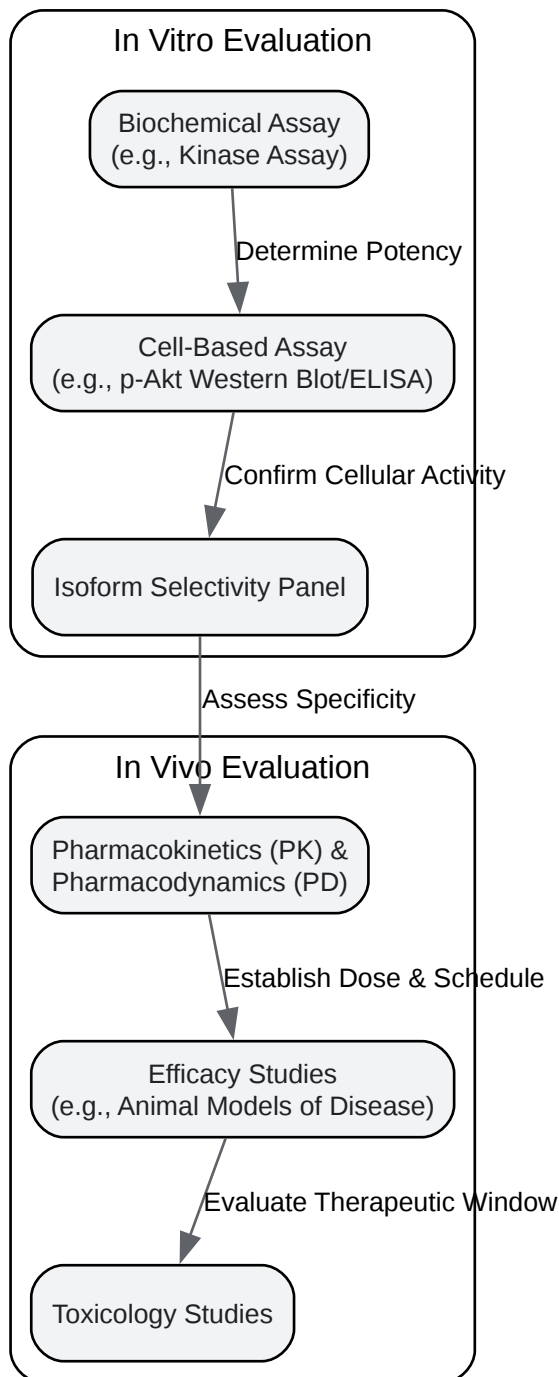 In Vitro Evaluation
Biochemical Assay
(e.g., Kinase Assay)
Determine Potency
Cell-Based Assay
(e.g., p-Akt Western Blot/ELISA)
Confirm Cellular Activity
Isoform Selectivity Panel
Assess Specificity
In Vivo Evaluation
Pharmacokinetics (PK) &
Pharmacodynamics (PD)
Establish Dose & Schedule
Efficacy Studies
(e.g., Animal Models of Disease)
Evaluate Therapeutic Window
Toxicology Studies